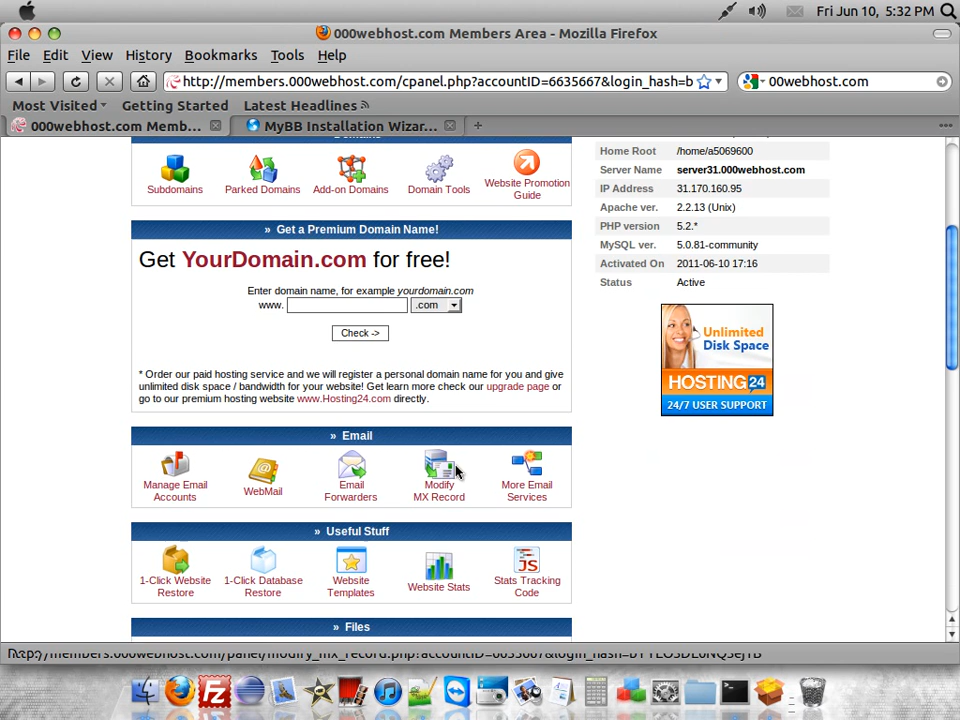 Fri Jun 10, 5:32 PM
000webhost.com Members Area - Mozilla Firefox
File Edit View History Bookmarks Tools Help
http://members.000webhost.com/cpanel.php?accountID=6635667&login_hash=b
00webhost.com
Most Visited Getting Started Latest Headlines
000webhost.com Memb... MyBB Installation Wizar...
Domains
Subdomains
Parked Domains
Add-on Domains
Domain Tools
Website Promotion
Guide
» Get a Premium Domain Name!
Get YourDomain.com for free!
Enter domain name, for example yourdomain.com
www. .com
Check ->
* Order our paid hosting service and we will register a personal domain name for you and give
unlimited disk space / bandwidth for your website! Get learn more check our upgrade page or
go to our premium hosting website www.Hosting24.com directly.
» Email
Manage Email
Accounts
WebMail
Email
Forwarders
Modify
MX Record
More Email
Services
» Useful Stuff
1-Click Website
Restore
1-Click Database
Restore
Website
Templates
Website Stats
JS
Stats Tracking
Code
» Files
Home Root /home/a5069600
Server Name server31.000webhost.com
IP Address 31.170.160.95
Apache ver. 2.2.13 (Unix)
PHP version 5.2.*
MySQL ver. 5.0.81-community
Activated On 2011-06-10 17:16
Status Active
Unlimited
Disk Space
HOSTING 24
24/7 USER SUPPORT